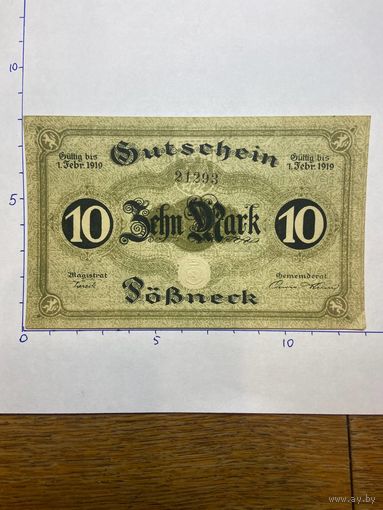 10
5
Gutschein
Gültig bis
1. Febr. 1919
Gültig bis
1. Febr. 1919
21293
10
Zehn Mark
10
Magistrat
Gemeinderat
Pößneck
0
5
10
www.ay.by